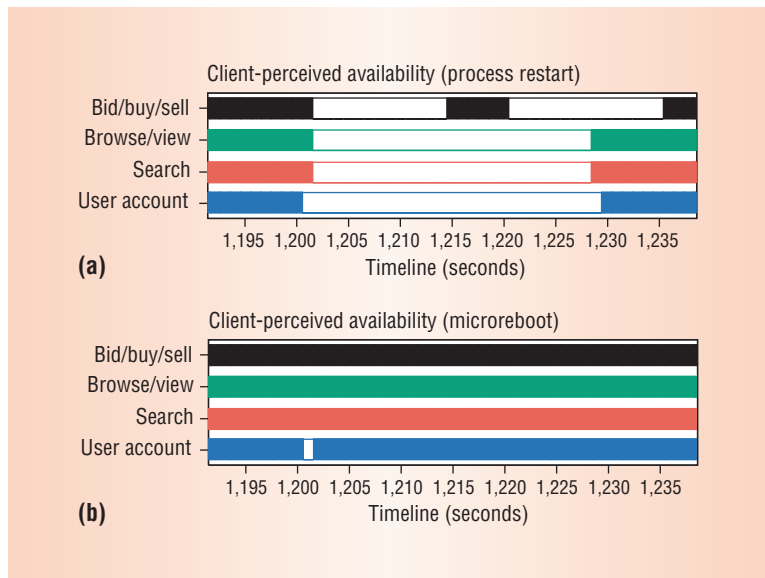 Client-perceived availability (process restart)
Bid/buy/sell
Browse/view
Search
User account
1,195 1,200 1,205 1,210 1,215 1,220 1,225 1,230 1,235
(a)
Timeline (seconds)
Client-perceived availability (microreboot)
Bid/buy/sell
Browse/view
Search
User account
1,195 1,200 1,205 1,210 1,215 1,220 1,225 1,230 1,235
(b)
Timeline (seconds)